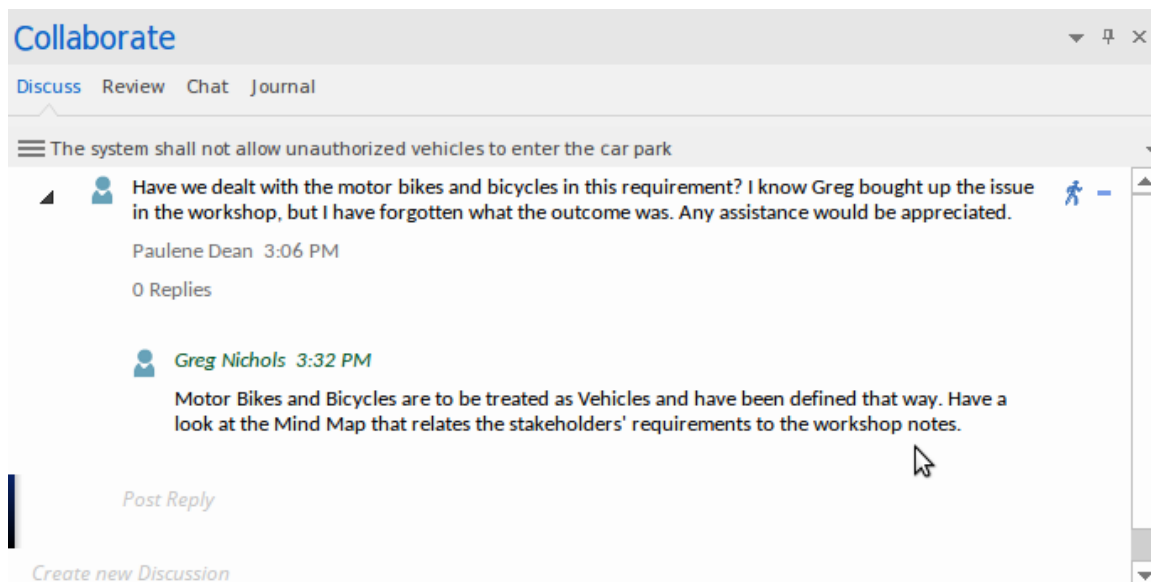 Collaborate
Discuss Review Chat Journal
The system shall not allow unauthorized vehicles to enter the car park
Have we dealt with the motor bikes and bicycles in this requirement? I know Greg bought up the issue
in the workshop, but I have forgotten what the outcome was. Any assistance would be appreciated.
Paulene Dean 3:06 PM
0 Replies
Greg Nichols 3:32 PM
Motor Bikes and Bicycles are to be treated as Vehicles and have been defined that way. Have a
look at the Mind Map that relates the stakeholders' requirements to the workshop notes.
Post Reply
Create new Discussion